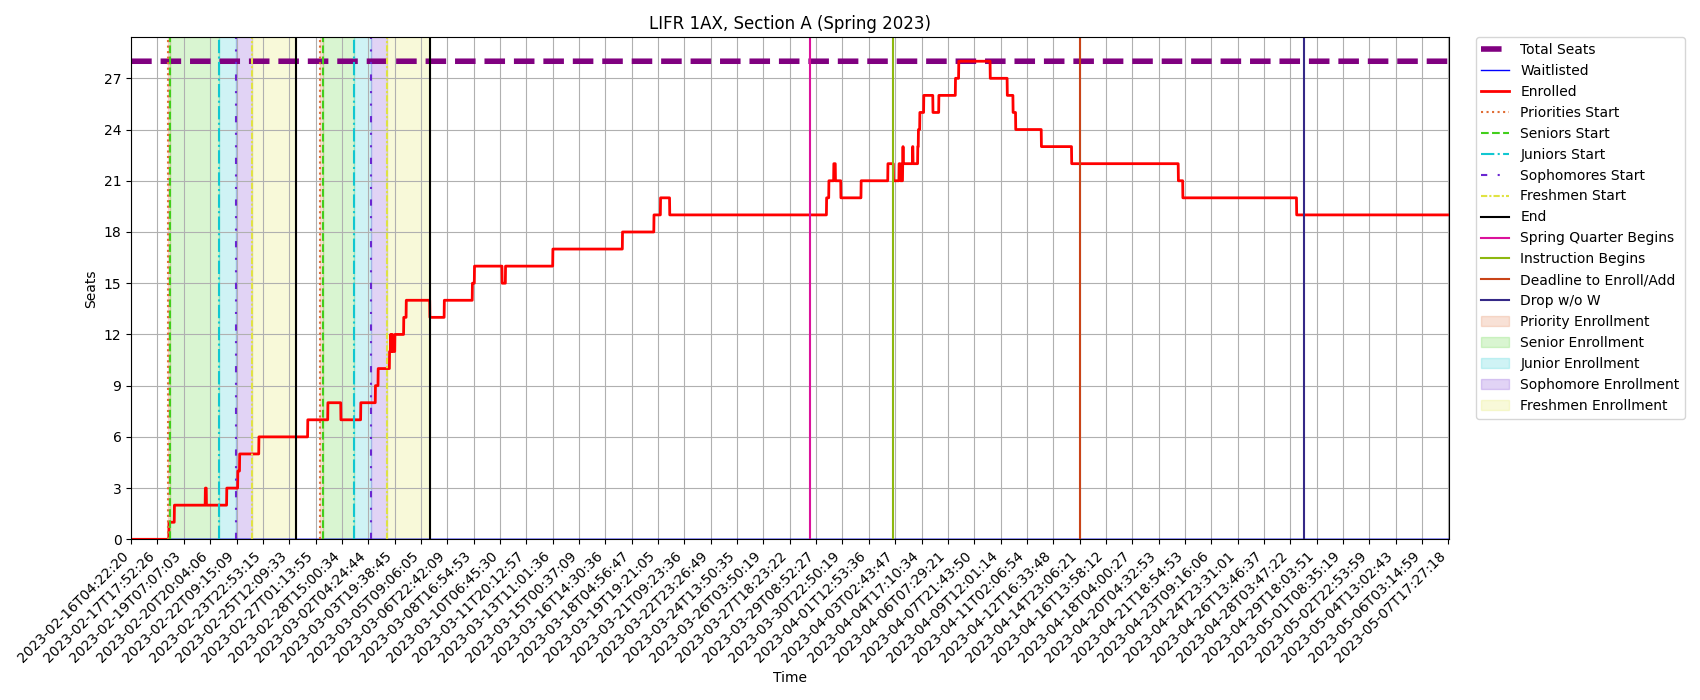 LIFR 1AX, Section A (Spring 2023)
Seats
27
24
21
18
15
12
9
6
3
0
2023-02-16T04:22:20
2023-02-17T17:52:26
2023-02-19T07:07:03
2023-02-20T20:04:06
2023-02-22T09:15:09
2023-02-23T22:53:15
2023-02-25T12:09:33
2023-02-27T01:13:55
2023-02-28T15:00:34
2023-03-02T04:24:44
2023-03-03T19:38:45
2023-03-05T09:06:05
2023-03-06T22:42:09
2023-03-08T16:54:53
2023-03-10T06:45:30
2023-03-11T20:12:57
2023-03-13T11:01:36
2023-03-15T00:37:09
2023-03-16T14:30:36
2023-03-18T04:56:47
2023-03-19T19:21:05
2023-03-21T09:23:36
2023-03-22T23:26:49
2023-03-24T13:50:35
2023-03-26T03:50:19
2023-03-27T18:23:22
2023-03-29T08:52:27
2023-03-30T22:50:19
2023-04-01T12:53:36
2023-04-03T02:43:47
2023-04-04T17:10:34
2023-04-06T07:29:21
2023-04-07T21:43:50
2023-04-09T12:01:14
2023-04-11T02:06:54
2023-04-12T16:33:48
2023-04-14T23:06:21
2023-04-16T13:58:12
2023-04-18T04:00:27
2023-04-20T04:32:53
2023-04-21T18:54:53
2023-04-23T09:16:06
2023-04-24T23:31:01
2023-04-26T13:46:37
2023-04-28T03:47:22
2023-04-29T18:03:51
2023-05-01T08:35:19
2023-05-02T22:53:59
2023-05-04T13:02:43
2023-05-06T03:14:59
2023-05-07T17:27:18
Time
Total Seats
Waitlisted
Enrolled
Priorities Start
Seniors Start
Juniors Start
Sophomores Start
Freshmen Start
End
Spring Quarter Begins
Instruction Begins
Deadline to Enroll/Add
Drop w/o W
Priority Enrollment
Senior Enrollment
Junior Enrollment
Sophomore Enrollment
Freshmen Enrollment